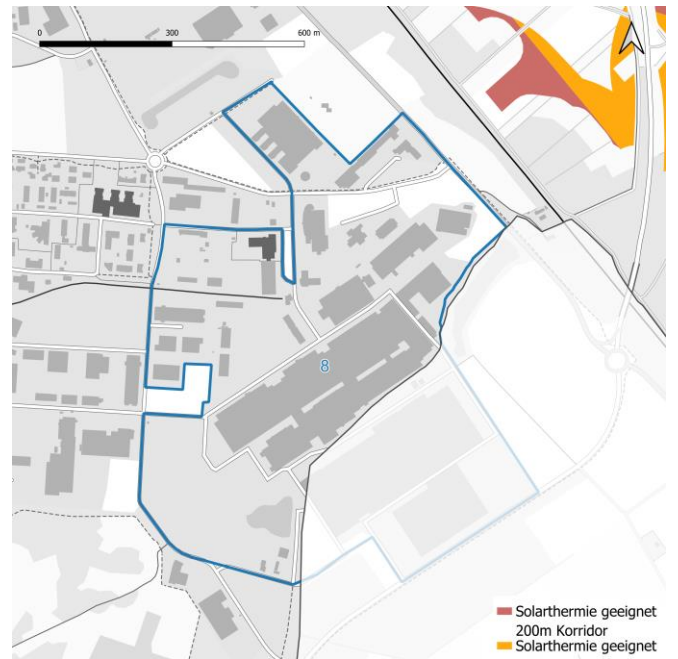 0 300 600 m
8
Solarthermie geeignet
200m Korridor
Solarthermie geeignet